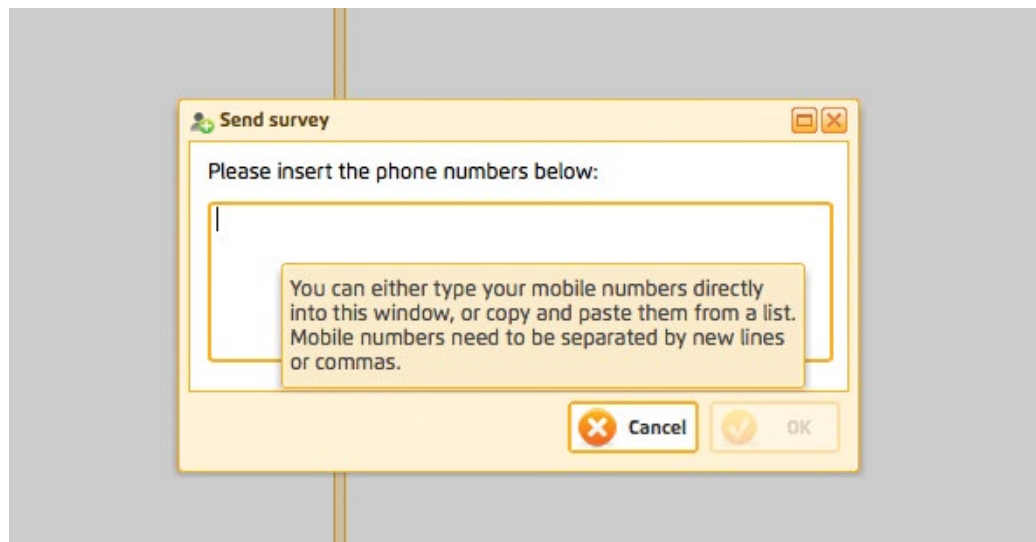 Send survey
Please insert the phone numbers below:
You can either type your mobile numbers directly
into this window, or copy and paste them from a list.
Mobile numbers need to be separated by new lines
or commas.
Cancel
OK